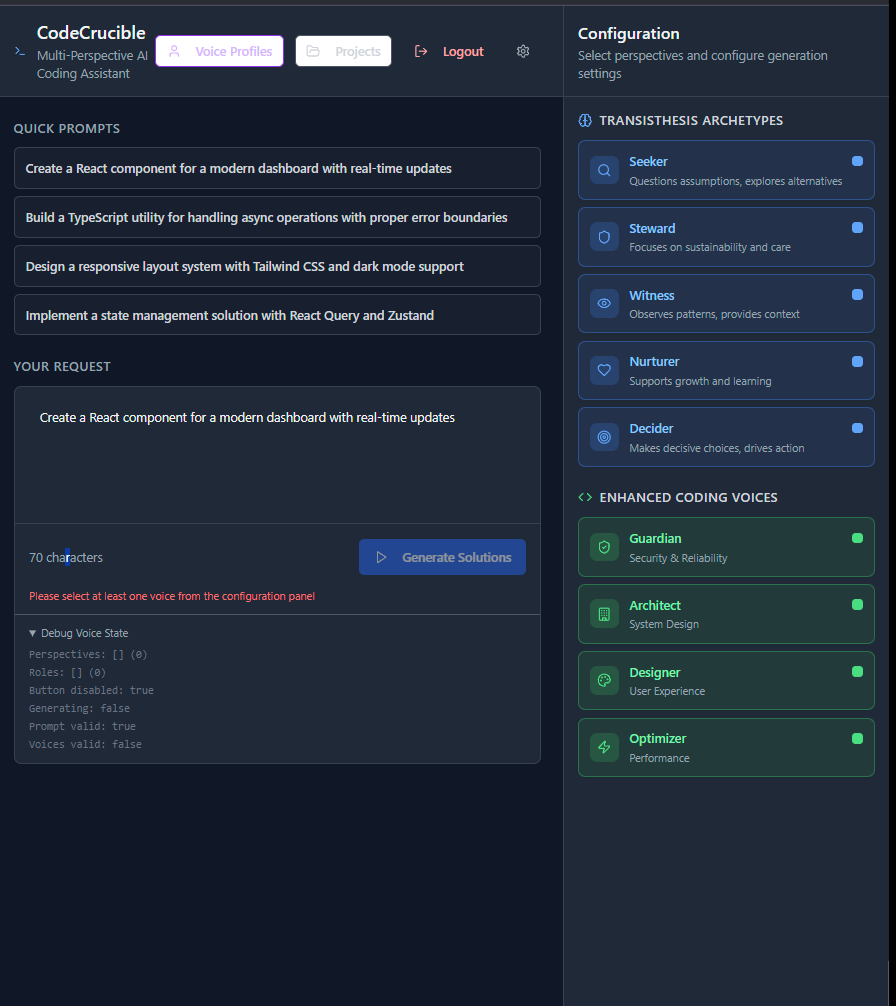 CodeCrucible
Multi-Perspective AI
Coding Assistant
Voice Profiles
Projects
Logout
QUICK PROMPTS
Create a React component for a modern dashboard with real-time updates
Build a TypeScript utility for handling async operations with proper error boundaries
Design a responsive layout system with Tailwind CSS and dark mode support
Implement a state management solution with React Query and Zustand
YOUR REQUEST
Create a React component for a modern dashboard with real-time updates
70 characters
Generate Solutions
Please select at least one voice from the configuration panel
▼ Debug Voice State
Perspectives: [] (0)
Roles: [] (0)
Button disabled: true
Generating: false
Prompt valid: true
Voices valid: false
Configuration
Select perspectives and configure generation
settings
TRANSISTHESIS ARCHETYPES
Seeker
Questions assumptions, explores alternatives
Steward
Focuses on sustainability and care
Witness
Observes patterns, provides context
Nurturer
Supports growth and learning
Decider
Makes decisive choices, drives action
ENHANCED CODING VOICES
Guardian
Security & Reliability
Architect
System Design
Designer
User Experience
Optimizer
Performance